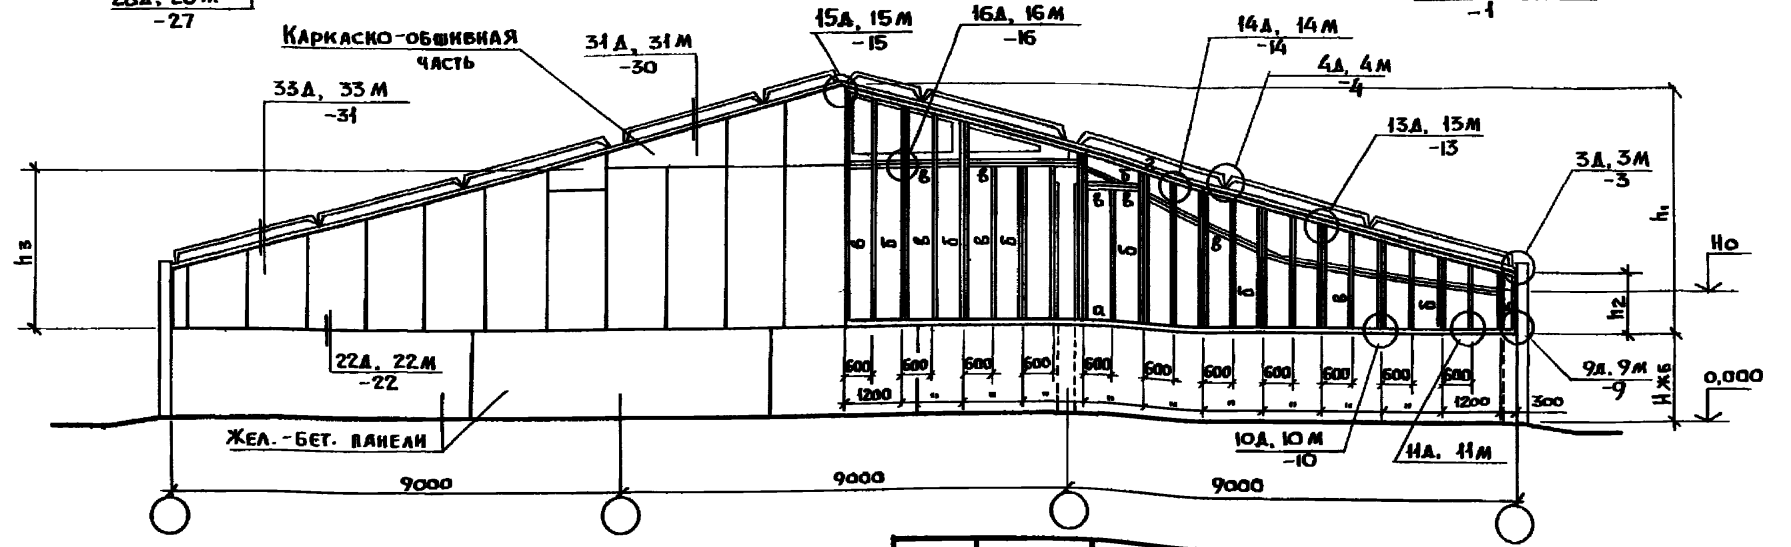 -27
-1
Каркасно-обшивная
часть
31Д, 31М
-30
15Д, 15М
-15
16Д, 16М
-16
14Д, 14М
-14
4Д, 4М
-4
33Д, 33М
-31
13Д, 13М
-13
3Д, 3М
-3
h3
h1
Но
h2
в в
г
б
в в
в б в б в б
б
в
б
в
б
а
22Д, 22М
-22
600 600 600 600 600 600 600 600 600 600 600
9Д, 9М
-9
Нжб
0,000
1200 " " " " " " " " " 1200 300
Жел.-бет. панели
10Д, 10М
-10
11Д, 11М
9000 9000 9000